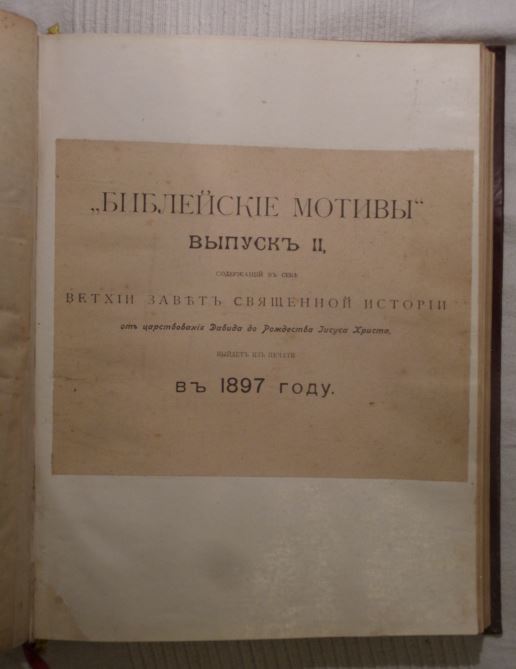 „БИБЛЕЙСКІЕ МОТИВЫ“
ВЫПУСКЪ II,
СОДЕРЖАЩІЙ ВЪ СЕБѢ
ВЕТХІЙ ЗАВѢТЪ СВЯЩЕННОЙ ИСТОРІИ
отъ царствованія Давида до Рождества Іисуса Христа,
ВЫЙДЕТЪ ИЗЪ ПЕЧАТИ
ВЪ 1897 ГОДУ.